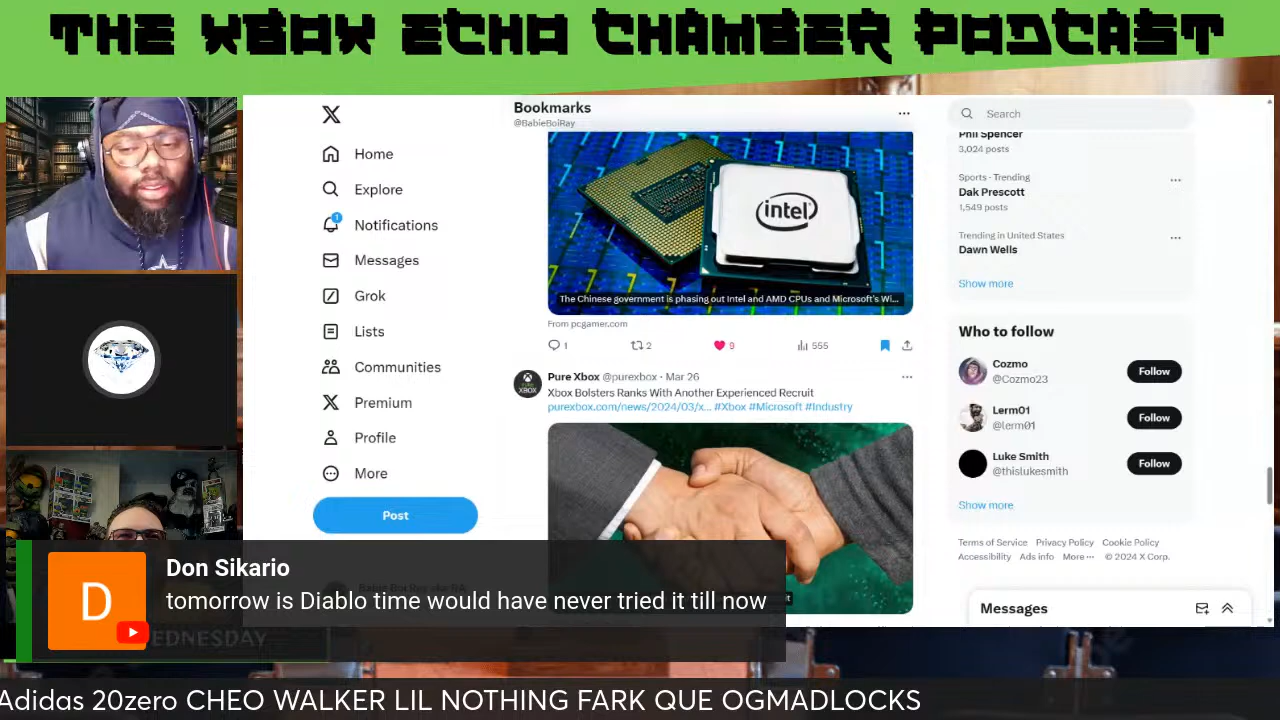 THE XBOX ECHO CHAMBER PODCAST
X
Home
Explore
1
Notifications
Messages
Grok
Lists
Communities
Premium
Profile
More
Post
Bookmarks
@BabieBoiRay
intel
The Chinese government is phasing out Intel and AMD CPUs and Microsoft's Wi...
From pcgamer.com
1
2
9
555
PURE XBOX
Pure Xbox @purexbox · Mar 26
Xbox Bolsters Ranks With Another Experienced Recruit
purexbox.com/news/2024/03/x... #Xbox #Microsoft #Industry
Search
Phil Spencer
3,024 posts
Sports · Trending
Dak Prescott
1,549 posts
Trending in United States
Dawn Wells
Show more
Who to follow
Cozmo
@Cozmo23
Follow
Lerm01
@lerm01
Follow
Luke Smith
@thislukesmith
Follow
Show more
Terms of Service Privacy Policy Cookie Policy
Accessibility Ads info More ··· © 2024 X Corp.
Messages
D
Don Sikario
tomorrow is Diablo time would have never tried it till now
EDNESDAY
Adidas 20zero CHEO WALKER LIL NOTHING FARK QUE OGMADLOCKS